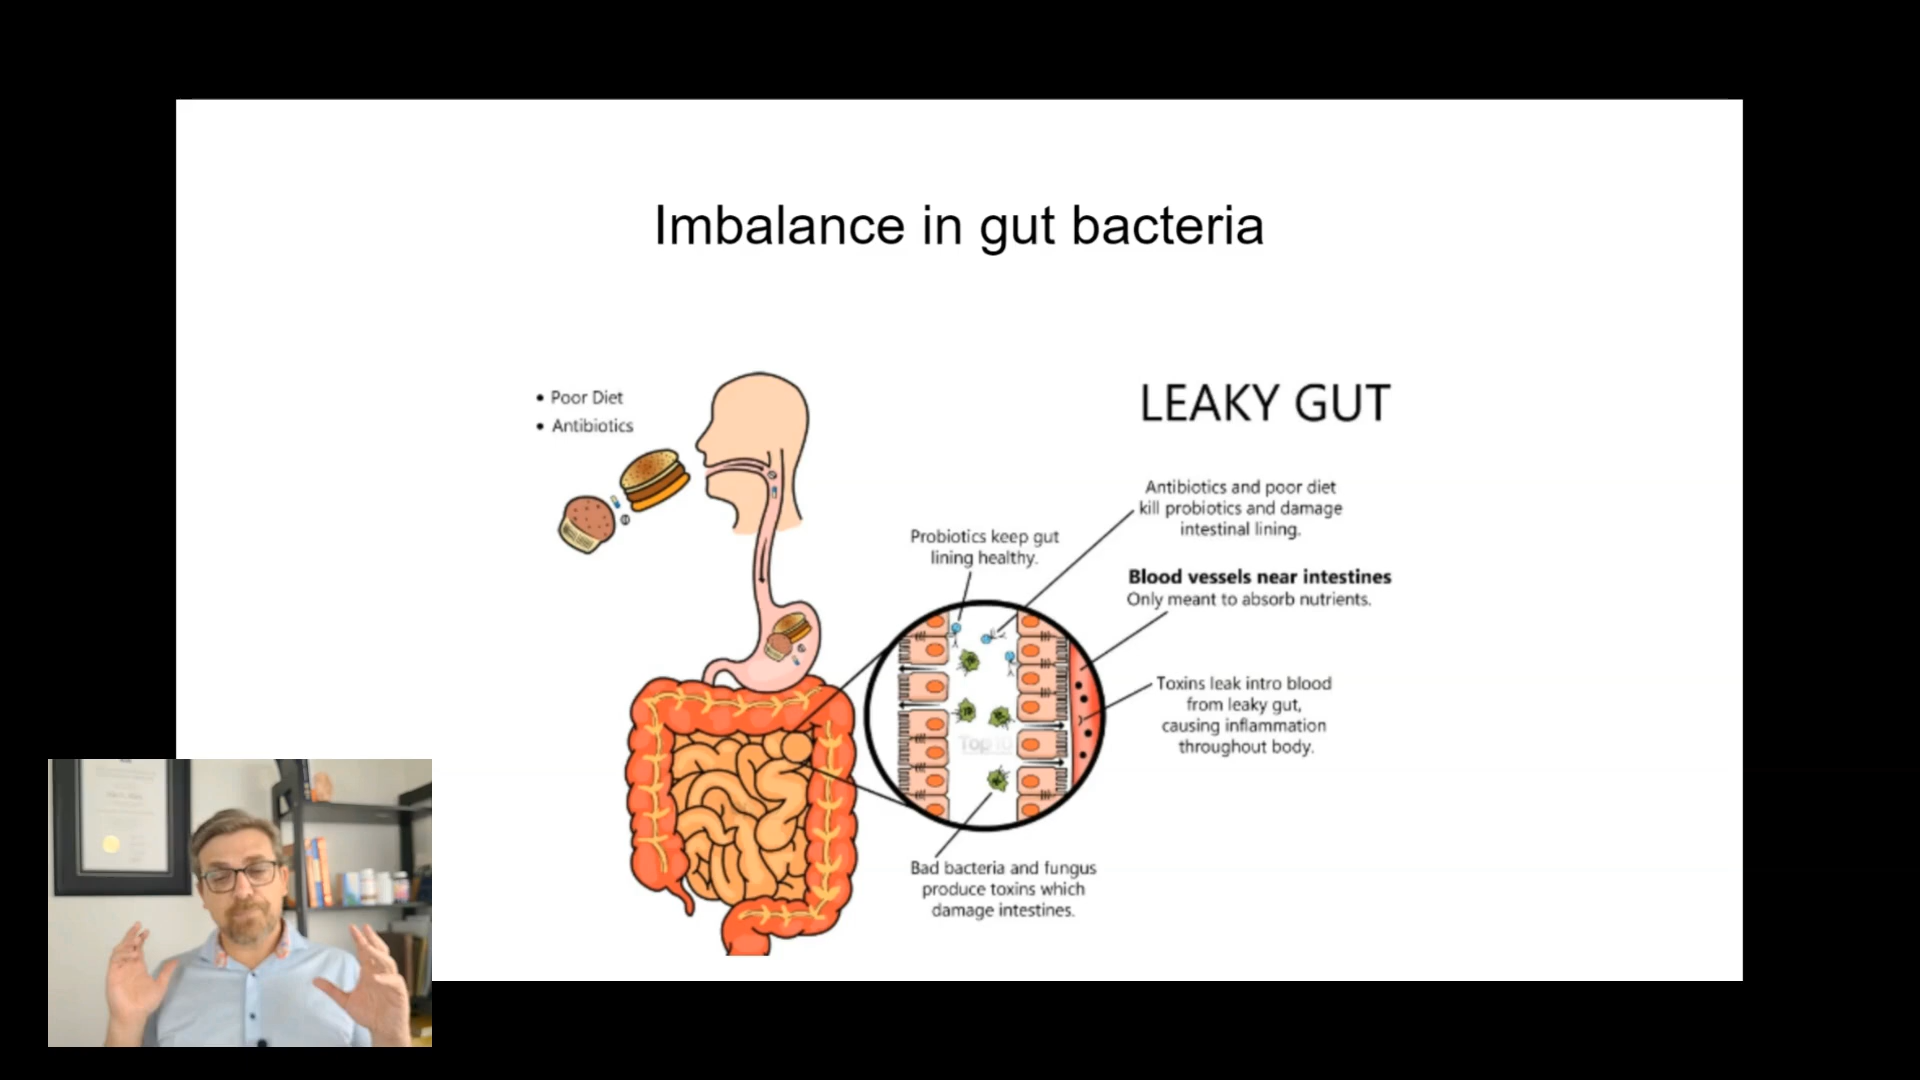 Imbalance in gut bacteria
• Poor Diet
• Antibiotics
LEAKY GUT
Antibiotics and poor diet
kill probiotics and damage
intestinal lining.
Probiotics keep gut
lining healthy.
Blood vessels near intestines
Only meant to absorb nutrients.
Toxins leak intro blood
from leaky gut,
causing inflammation
throughout body.
Top 10
Bad bacteria and fungus
produce toxins which
damage intestines.